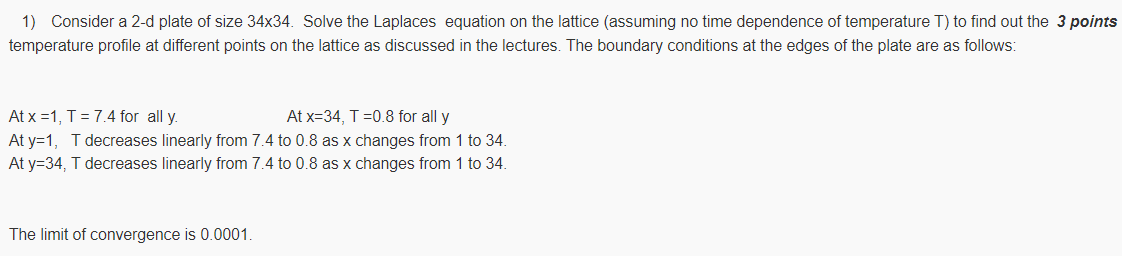 1) Consider a 2-d plate of size 34x34. Solve the Laplaces equation on the lattice (assuming no time dependence of temperature T) to find out the 3 points
temperature profile at different points on the lattice as discussed in the lectures. The boundary conditions at the edges of the plate are as follows:
At x =1, T = 7.4 for all y. At x=34, T =0.8 for all y
At y=1, T decreases linearly from 7.4 to 0.8 as x changes from 1 to 34.
At y=34, T decreases linearly from 7.4 to 0.8 as x changes from 1 to 34.
The limit of convergence is 0.0001.